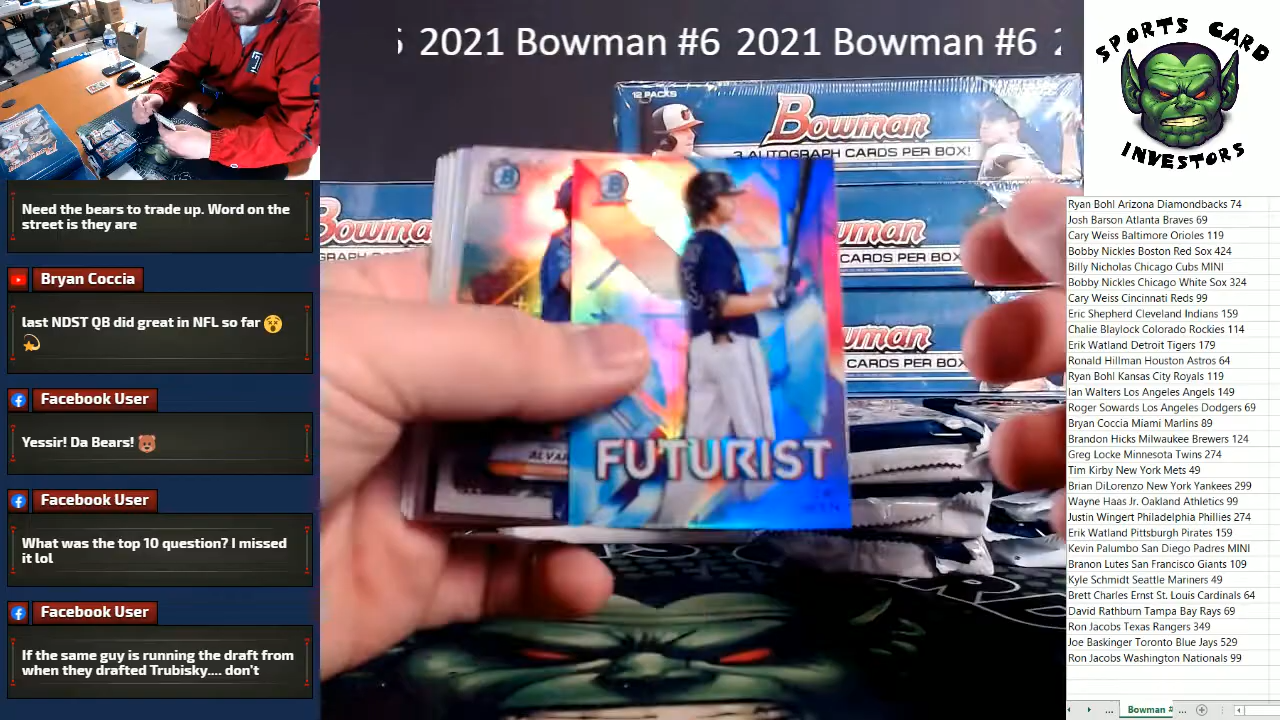 2021 Bowman #6 2021 Bowman #6
SPORTS CARD
INVESTORS
Need the bears to trade up. Word on the
street is they are
Bryan Coccia
last NDST QB did great in NFL so far
Facebook User
Yessir! Da Bears!
Facebook User
What was the top 10 question? I missed
it lol
Facebook User
If the same guy is running the draft from
when they drafted Trubisky.... don't
12 PACKS
Bowman
3 AUTOGRAPH CARDS PER BOX!
Bowman
CARDS PER BOX
CARDS PER BOX
FUTURIST
Ryan Bohl Arizona Diamondbacks 74
Josh Barson Atlanta Braves 69
Cary Weiss Baltimore Orioles 119
Bobby Nickles Boston Red Sox 424
Billy Nicholas Chicago Cubs MINI
Bobby Nickles Chicago White Sox 324
Cary Weiss Cincinnati Reds 99
Eric Shepherd Cleveland Indians 159
Chalie Blaylock Colorado Rockies 114
Erik Watland Detroit Tigers 179
Ronald Hillman Houston Astros 64
Ryan Bohl Kansas City Royals 119
Ian Walters Los Angeles Angels 149
Roger Sowards Los Angeles Dodgers 69
Bryan Coccia Miami Marlins 89
Brandon Hicks Milwaukee Brewers 124
Greg Locke Minnesota Twins 274
Tim Kirby New York Mets 49
Brian DiLorenzo New York Yankees 299
Wayne Haas Jr. Oakland Athletics 99
Justin Wingert Philadelphia Phillies 274
Erik Watland Pittsburgh Pirates 159
Kevin Palumbo San Diego Padres MINI
Branon Lutes San Francisco Giants 109
Kyle Schmidt Seattle Mariners 49
Brett Charles Ernst St. Louis Cardinals 64
David Rathburn Tampa Bay Rays 69
Ron Jacobs Texas Rangers 349
Joe Baskinger Toronto Blue Jays 529
Ron Jacobs Washington Nationals 99
... Bowman # ...